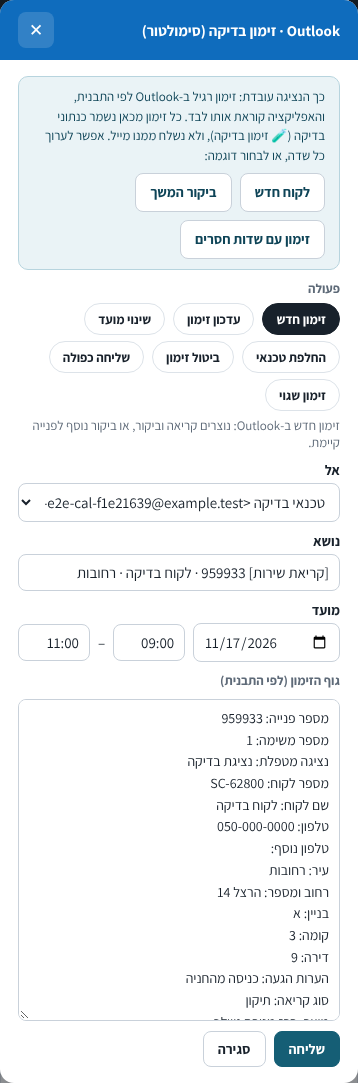 Outlook · זימון בדיקה (סימולטור)
✕
כך הנציגה עובדת: זימון רגיל ב-Outlook לפי התבנית,
והאפליקציה קוראת אותו לבד. כל זימון מכאן נשמר כנתוני
בדיקה (🧪 זימון בדיקה), ולא נשלח ממנו מייל. אפשר לערוך
כל שדה, או לבחור דוגמה:
לקוח חדש
ביקור המשך
זימון עם שדות חסרים
פעולה
זימון חדש
עדכון זימון
שינוי מועד
החלפת טכנאי
ביטול זימון
שליחה כפולה
זימון שגוי
זימון חדש ב-Outlook: נוצרים קריאה וביקור, או ביקור נוסף לפנייה
קיימת.
אל
טכנאי בדיקה <e2e-cal-f1e21639@example.test-
נושא
[קריאת שירות] 959933 · לקוח בדיקה · רחובות
מועד
11/17/2026
09:00
–
11:00
גוף הזימון (לפי התבנית)
מספר פנייה: 959933
מספר משימה: 1
נציגה מטפלת: נציגת בדיקה
מספר לקוח: SC-62800
שם לקוח: לקוח בדיקה
טלפון: 050-000-0000
טלפון נוסף:
עיר: רחובות
רחוב ומספר: הרצל 14
בניין: א
קומה: 3
דירה: 9
הערות הגעה: כניסה מהחניה
סוג קריאה: תיקון
שליחה
סגירה